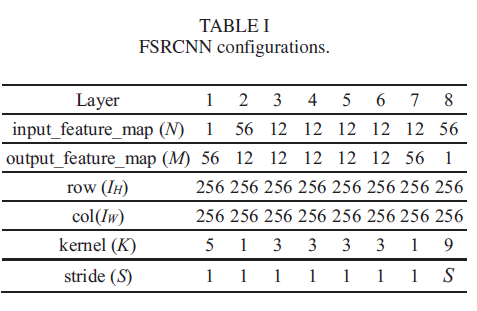 TABLE I
FSRCNN configurations.
Layer 1 2 3 4 5 6 7 8
input_feature_map (N) 1 56 12 12 12 12 12 56
output_feature_map (M) 56 12 12 12 12 12 56 1
row (IH) 256 256 256 256 256 256 256 256
col(IW) 256 256 256 256 256 256 256 256
kernel (K) 5 1 3 3 3 3 1 9
stride (S) 1 1 1 1 1 1 1 S